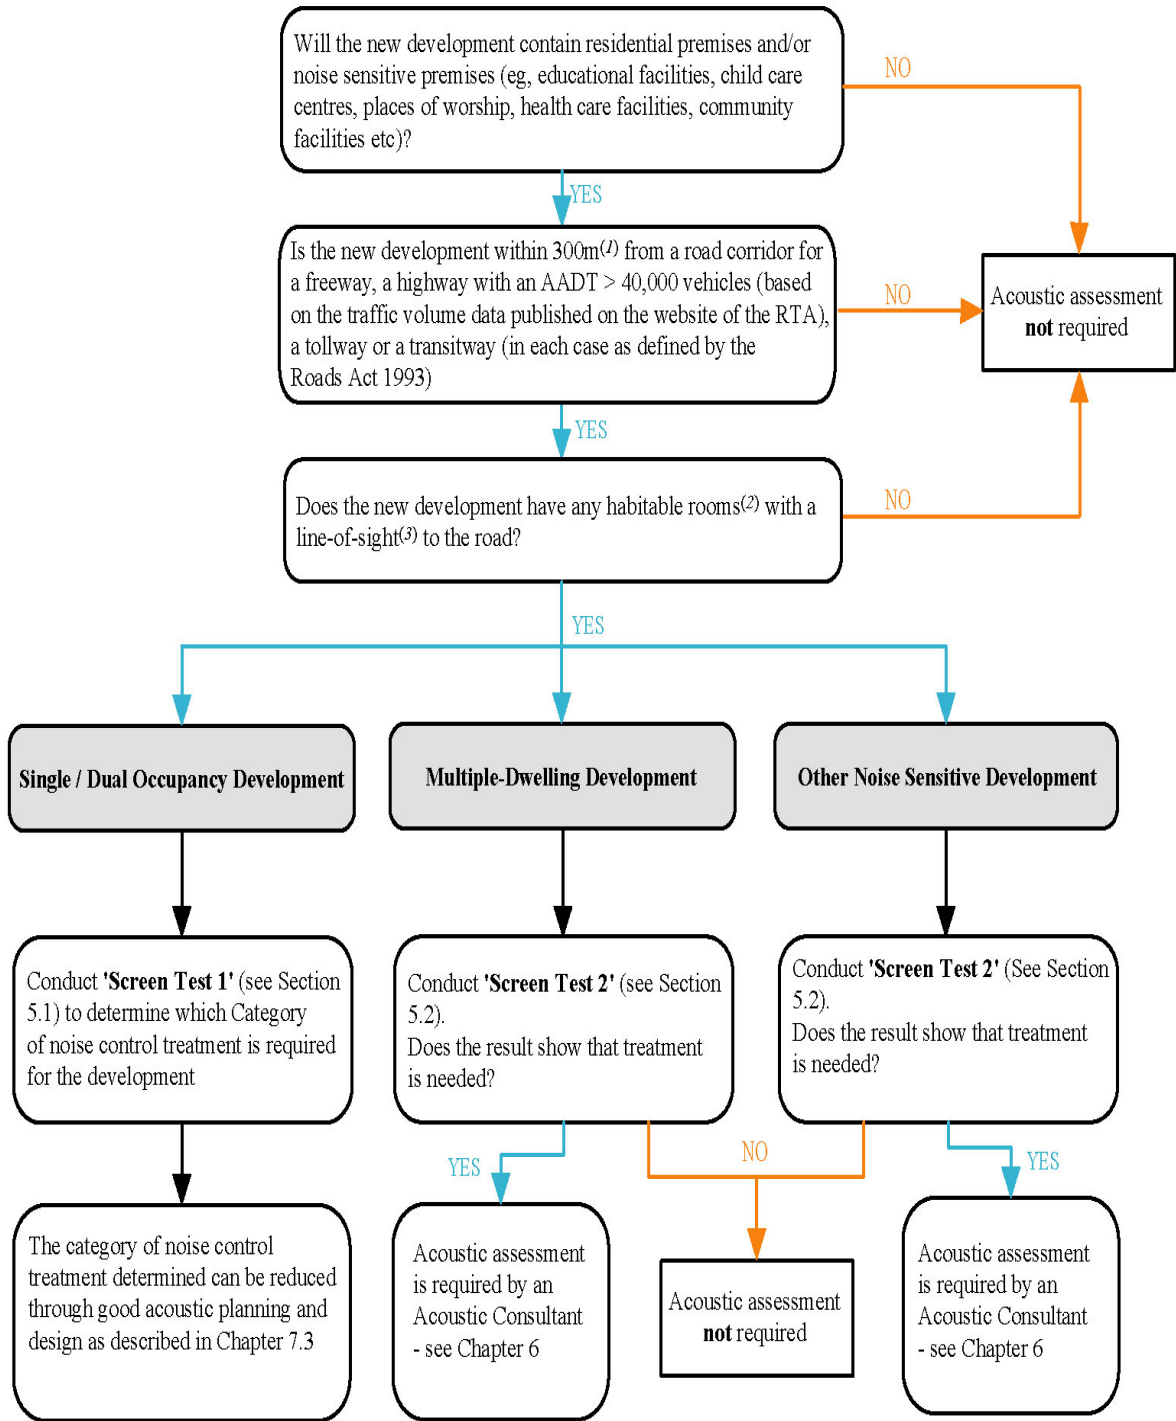 Will the new development contain residential premises and/or
noise sensitive premises (eg, educational facilities, child care
centres, places of worship, health care facilities, community
facilities etc)?
NO
YES
Is the new development within 300m(1) from a road corridor for
a freeway, a highway with an AADT > 40,000 vehicles (based
on the traffic volume data published on the website of the RTA),
a tollway or a transitway (in each case as defined by the
Roads Act 1993)
NO
Acoustic assessment
not required
YES
Does the new development have any habitable rooms(2) with a
line-of-sight(3) to the road?
NO
YES
Single / Dual Occupancy Development
Multiple-Dwelling Development
Other Noise Sensitive Development
Conduct 'Screen Test 1' (see Section
5.1) to determine which Category
of noise control treatment is required
for the development
Conduct 'Screen Test 2' (see Section
5.2).
Does the result show that treatment
is needed?
Conduct 'Screen Test 2' (See Section
5.2).
Does the result show that treatment
is needed?
YES
NO
YES
The category of noise control
treatment determined can be reduced
through good acoustic planning and
design as described in Chapter 7.3
Acoustic assessment
is required by an
Acoustic Consultant
- see Chapter 6
Acoustic assessment
not required
Acoustic assessment
is required by an
Acoustic Consultant
- see Chapter 6